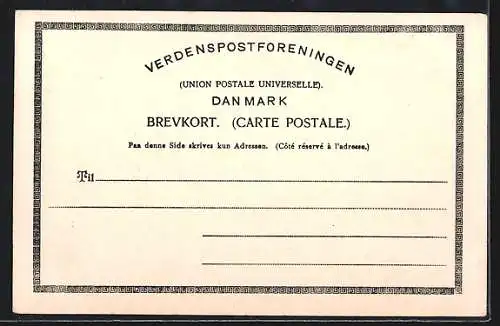 VERDENSPOSTFORENINGEN
(UNION POSTALE UNIVERSELLE).
DANMARK
BREVKORT. (CARTE POSTALE.)
Paa denne Side skrives kun Adressen. (Côté réservé à l'adresse.)
Til